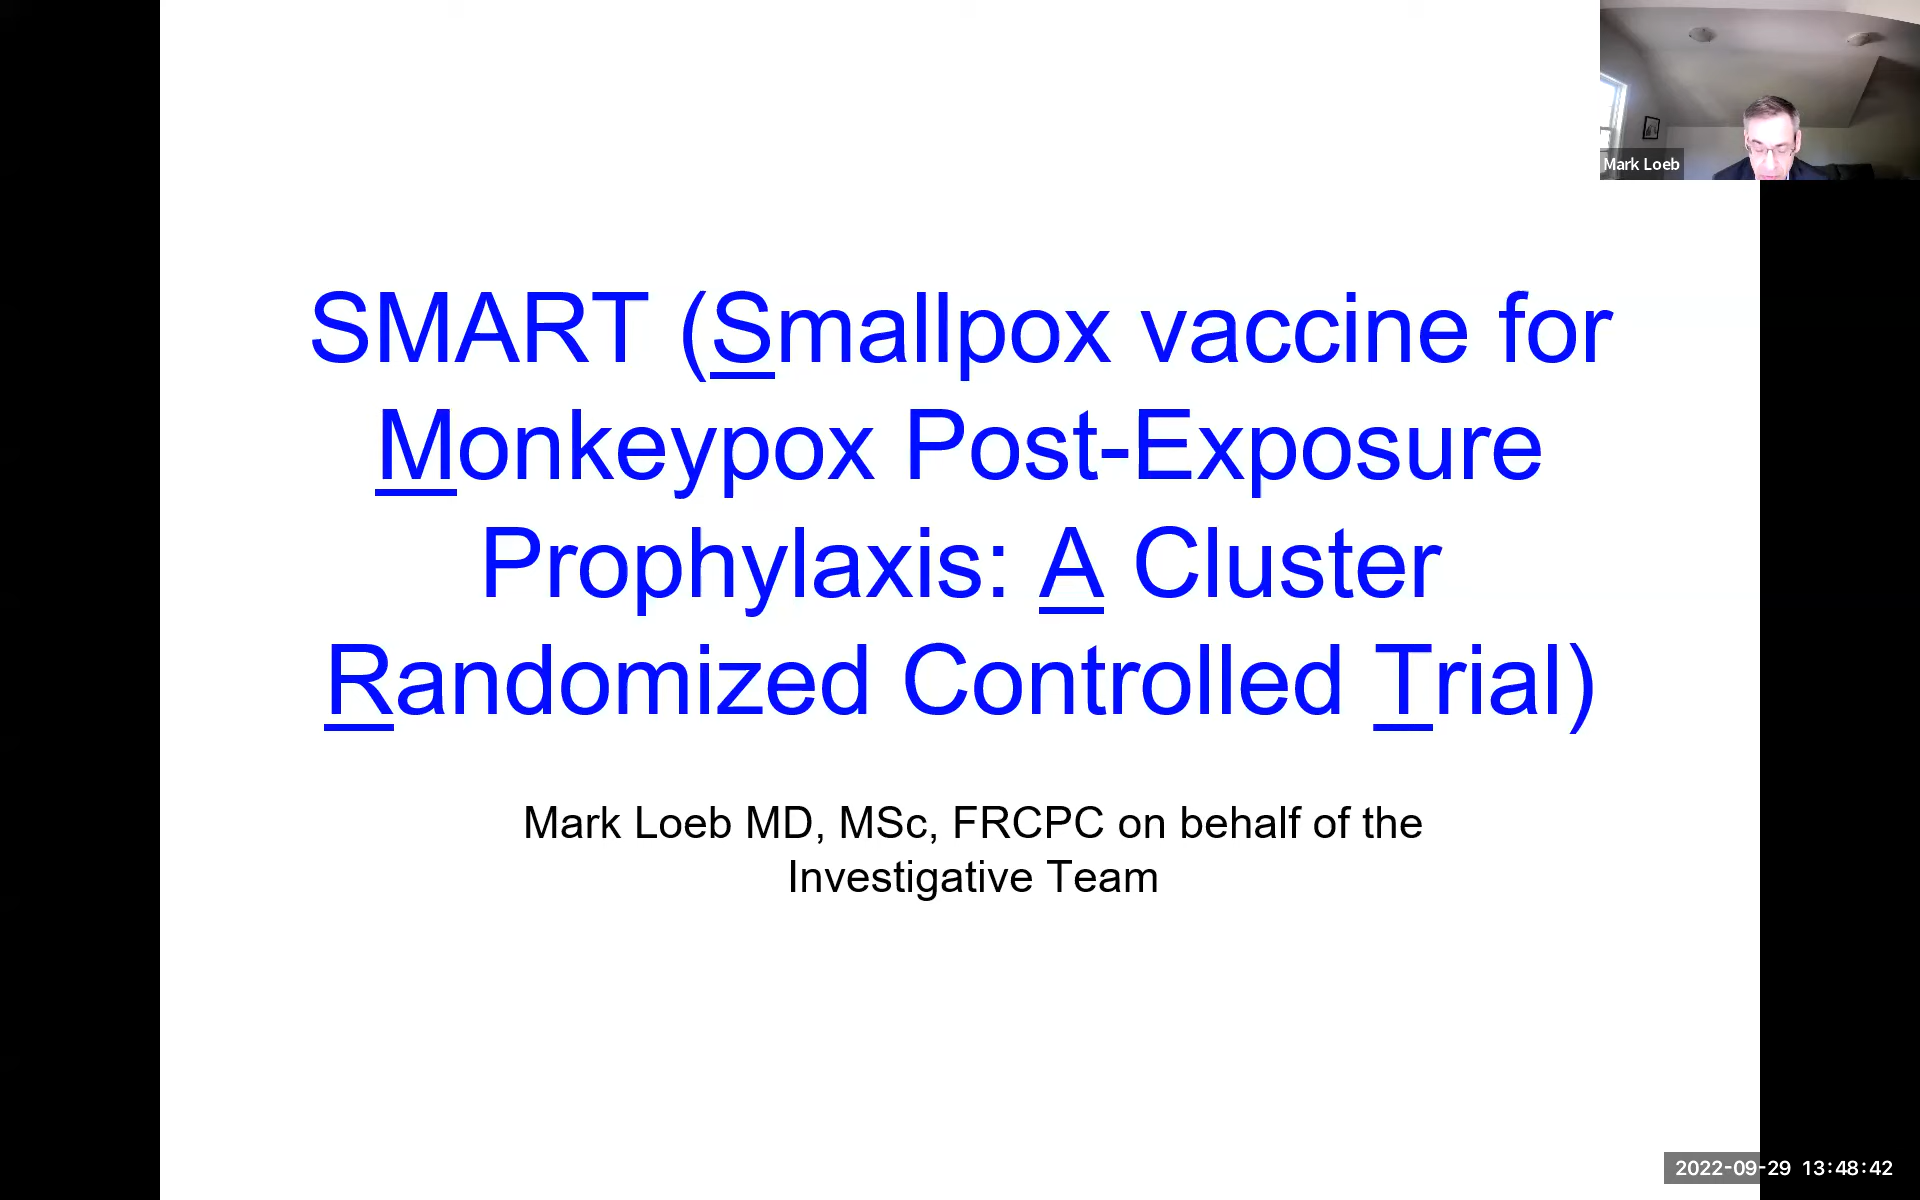 Mark Loeb
SMART (Smallpox vaccine for
Monkeypox Post-Exposure
Prophylaxis: A Cluster
Randomized Controlled Trial)
Mark Loeb MD, MSc, FRCPC on behalf of the
Investigative Team
2022-09-29 13:48:42